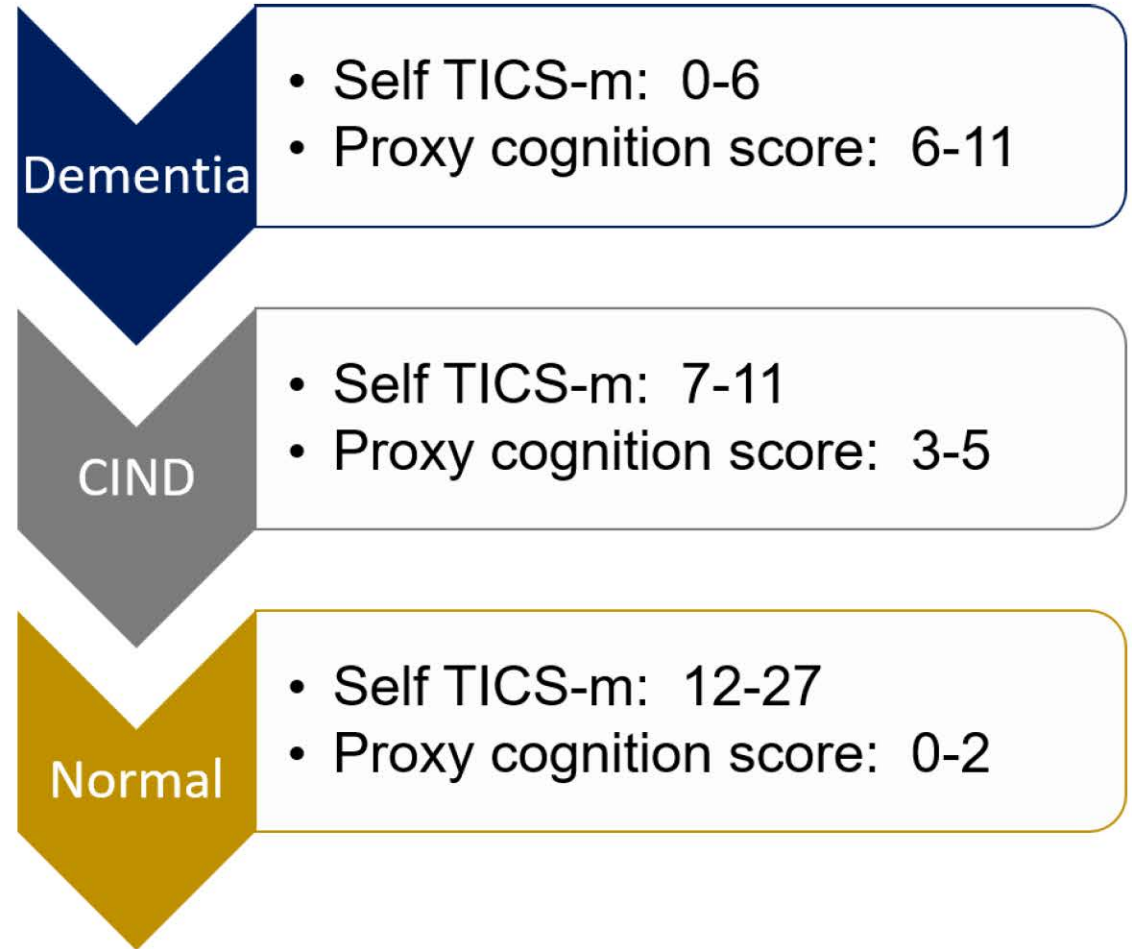 Dementia
• Self TICS-m: 0-6
• Proxy cognition score: 6-11
CIND
• Self TICS-m: 7-11
• Proxy cognition score: 3-5
Normal
• Self TICS-m: 12-27
• Proxy cognition score: 0-2